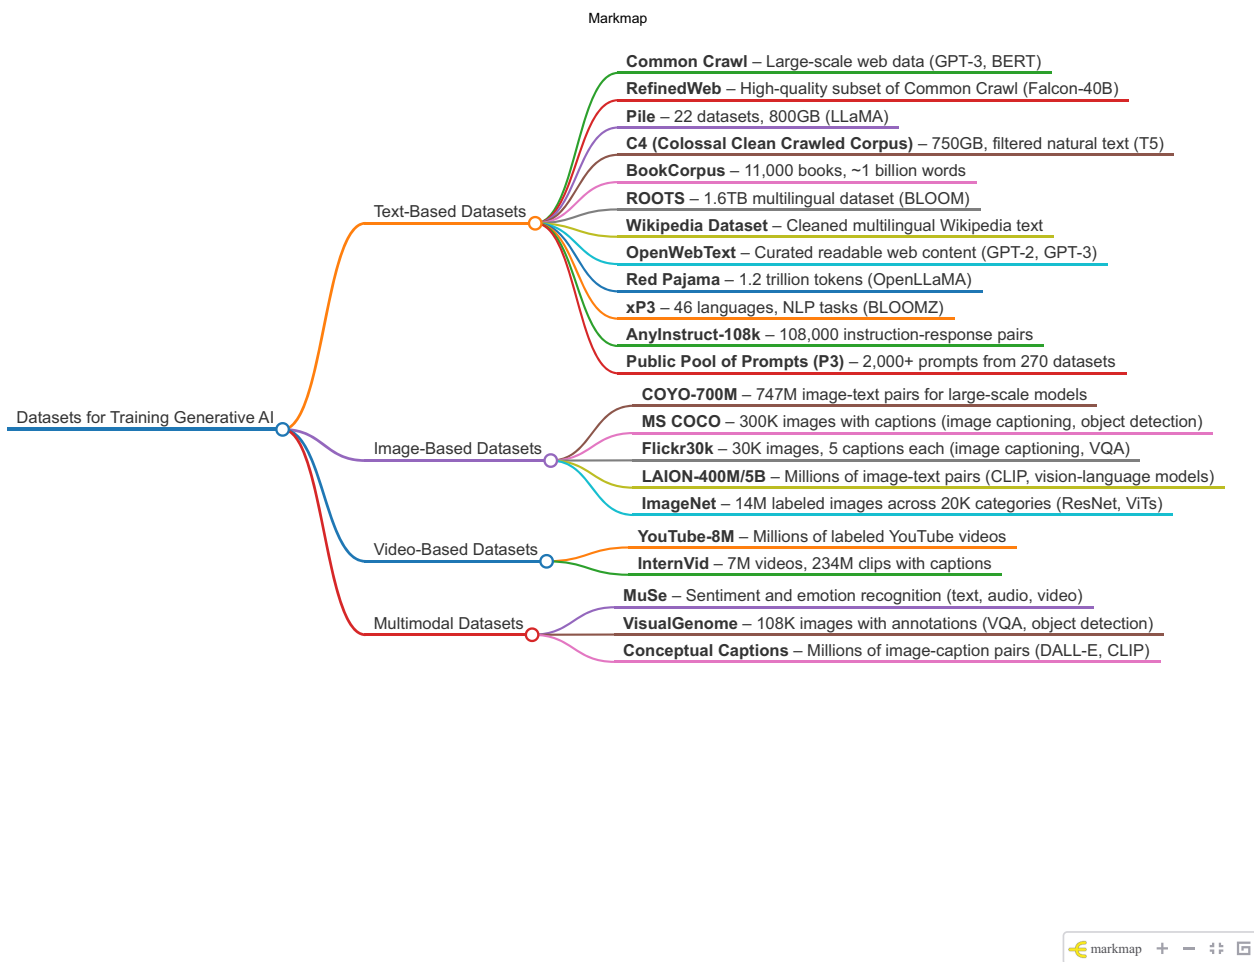 Markmap
Common Crawl – Large-scale web data (GPT-3, BERT)
RefinedWeb – High-quality subset of Common Crawl (Falcon-40B)
Pile – 22 datasets, 800GB (LLaMA)
C4 (Colossal Clean Crawled Corpus) – 750GB, filtered natural text (T5)
BookCorpus – 11,000 books, ~1 billion words
ROOTS – 1.6TB multilingual dataset (BLOOM)
Text-Based Datasets
Wikipedia Dataset – Cleaned multilingual Wikipedia text
OpenWebText – Curated readable web content (GPT-2, GPT-3)
Red Pajama – 1.2 trillion tokens (OpenLLaMA)
xP3 – 46 languages, NLP tasks (BLOOMZ)
AnyInstruct-108k – 108,000 instruction-response pairs
Public Pool of Prompts (P3) – 2,000+ prompts from 270 datasets
Datasets for Training Generative AI
COYO-700M – 747M image-text pairs for large-scale models
MS COCO – 300K images with captions (image captioning, object detection)
Image-Based Datasets
Flickr30k – 30K images, 5 captions each (image captioning, VQA)
LAION-400M/5B – Millions of image-text pairs (CLIP, vision-language models)
ImageNet – 14M labeled images across 20K categories (ResNet, ViTs)
Video-Based Datasets
YouTube-8M – Millions of labeled YouTube videos
InternVid – 7M videos, 234M clips with captions
Multimodal Datasets
MuSe – Sentiment and emotion recognition (text, audio, video)
VisualGenome – 108K images with annotations (VQA, object detection)
Conceptual Captions – Millions of image-caption pairs (DALL-E, CLIP)
markmap